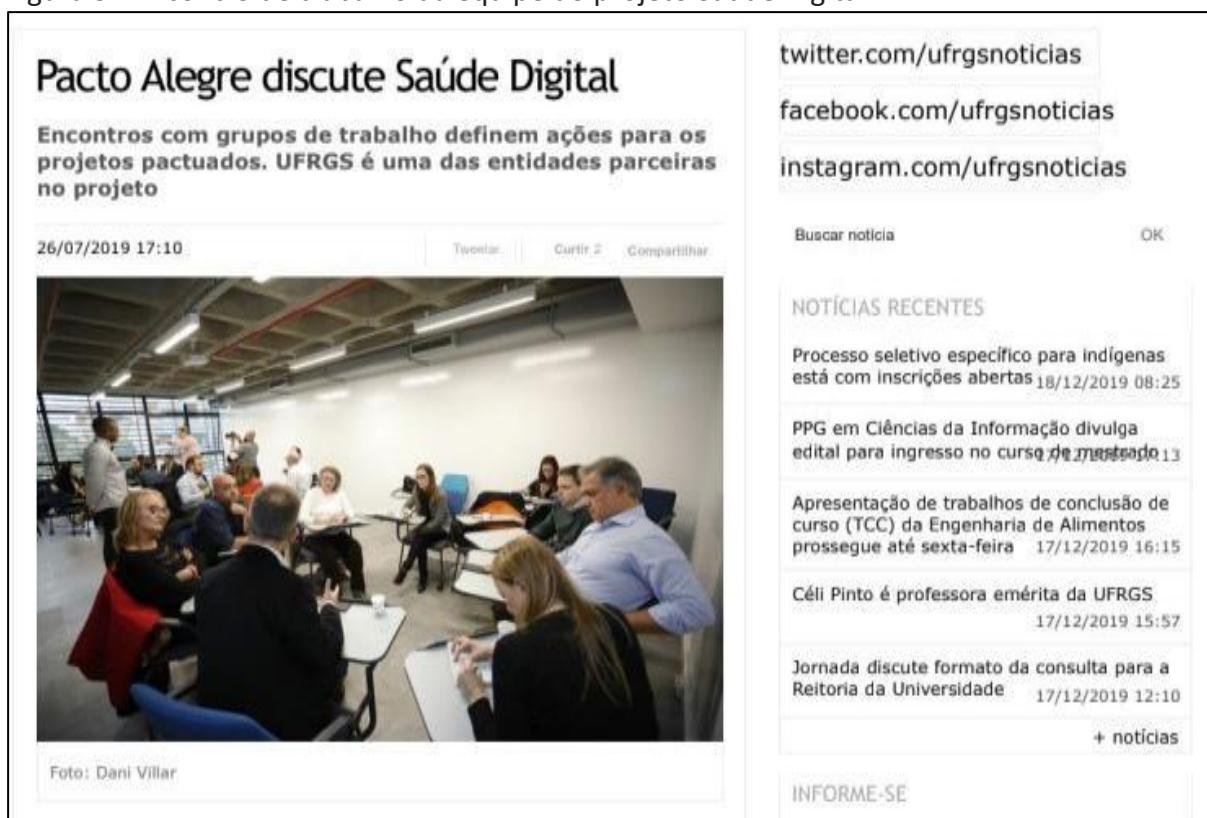 Pacto Alegre discute Saúde Digital
Encontros com grupos de trabalho definem ações para os
projetos pactuados. UFRGS é uma das entidades parceiras
no projeto
26/07/2019 17:10
Tweetar
Curtir 2
Compartilhar
Foto: Dani Villar
twitter.com/ufrgsnoticias
facebook.com/ufrgsnoticias
instagram.com/ufrgsnoticias
Buscar notícia
OK
NOTÍCIAS RECENTES
Processo seletivo específico para indígenas
está com inscrições abertas 18/12/2019 08:25
PPG em Ciências da Informação divulga
edital para ingresso no curso de mestrado
Apresentação de trabalhos de conclusão de
curso (TCC) da Engenharia de Alimentos
prossegue até sexta-feira 17/12/2019 16:15
Céli Pinto é professora emérita da UFRGS
17/12/2019 15:57
Jornada discute formato da consulta para a
Reitoria da Universidade 17/12/2019 12:10
+ notícias
INFORME-SE